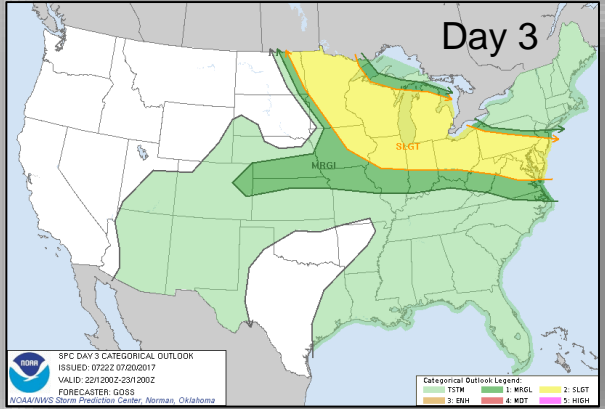 Day 3
SLGT
MRGL
NOAA
SPC DAY 3 CATEGORICAL OUTLOOK
ISSUED: 0722Z 07/20/2017
VALID: 22/1200Z-23/1200Z
FORECASTER: GOSS
NOAA/NWS Storm Prediction Center, Norman, Oklahoma
Categorical Outlook Legend:
TSTM 1: MRGL 2: SLGT
3: ENH 4: MDT 5: HIGH